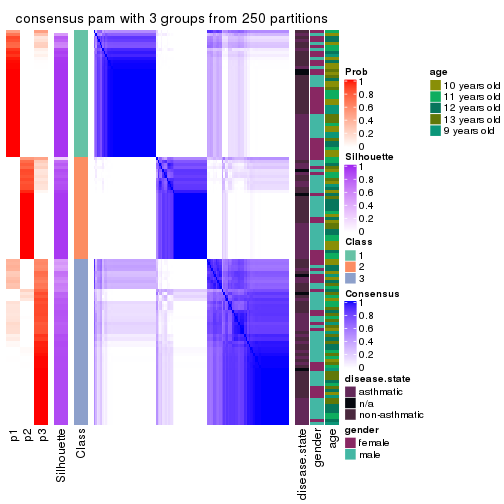 consensus pam with 3 groups from 250 partitions
Prob
1
0.8
0.6
0.4
0.2
0
Silhouette
1
0.8
0.6
0.4
0.2
0
Class
1
2
3
Consensus
1
0.8
0.6
0.4
0.2
0
disease.state
asthmatic
n/a
non-asthmatic
gender
female
male
age
10 years old
11 years old
12 years old
13 years old
9 years old
p1
p2
p3
Silhouette
Class
disease.state
gender
age